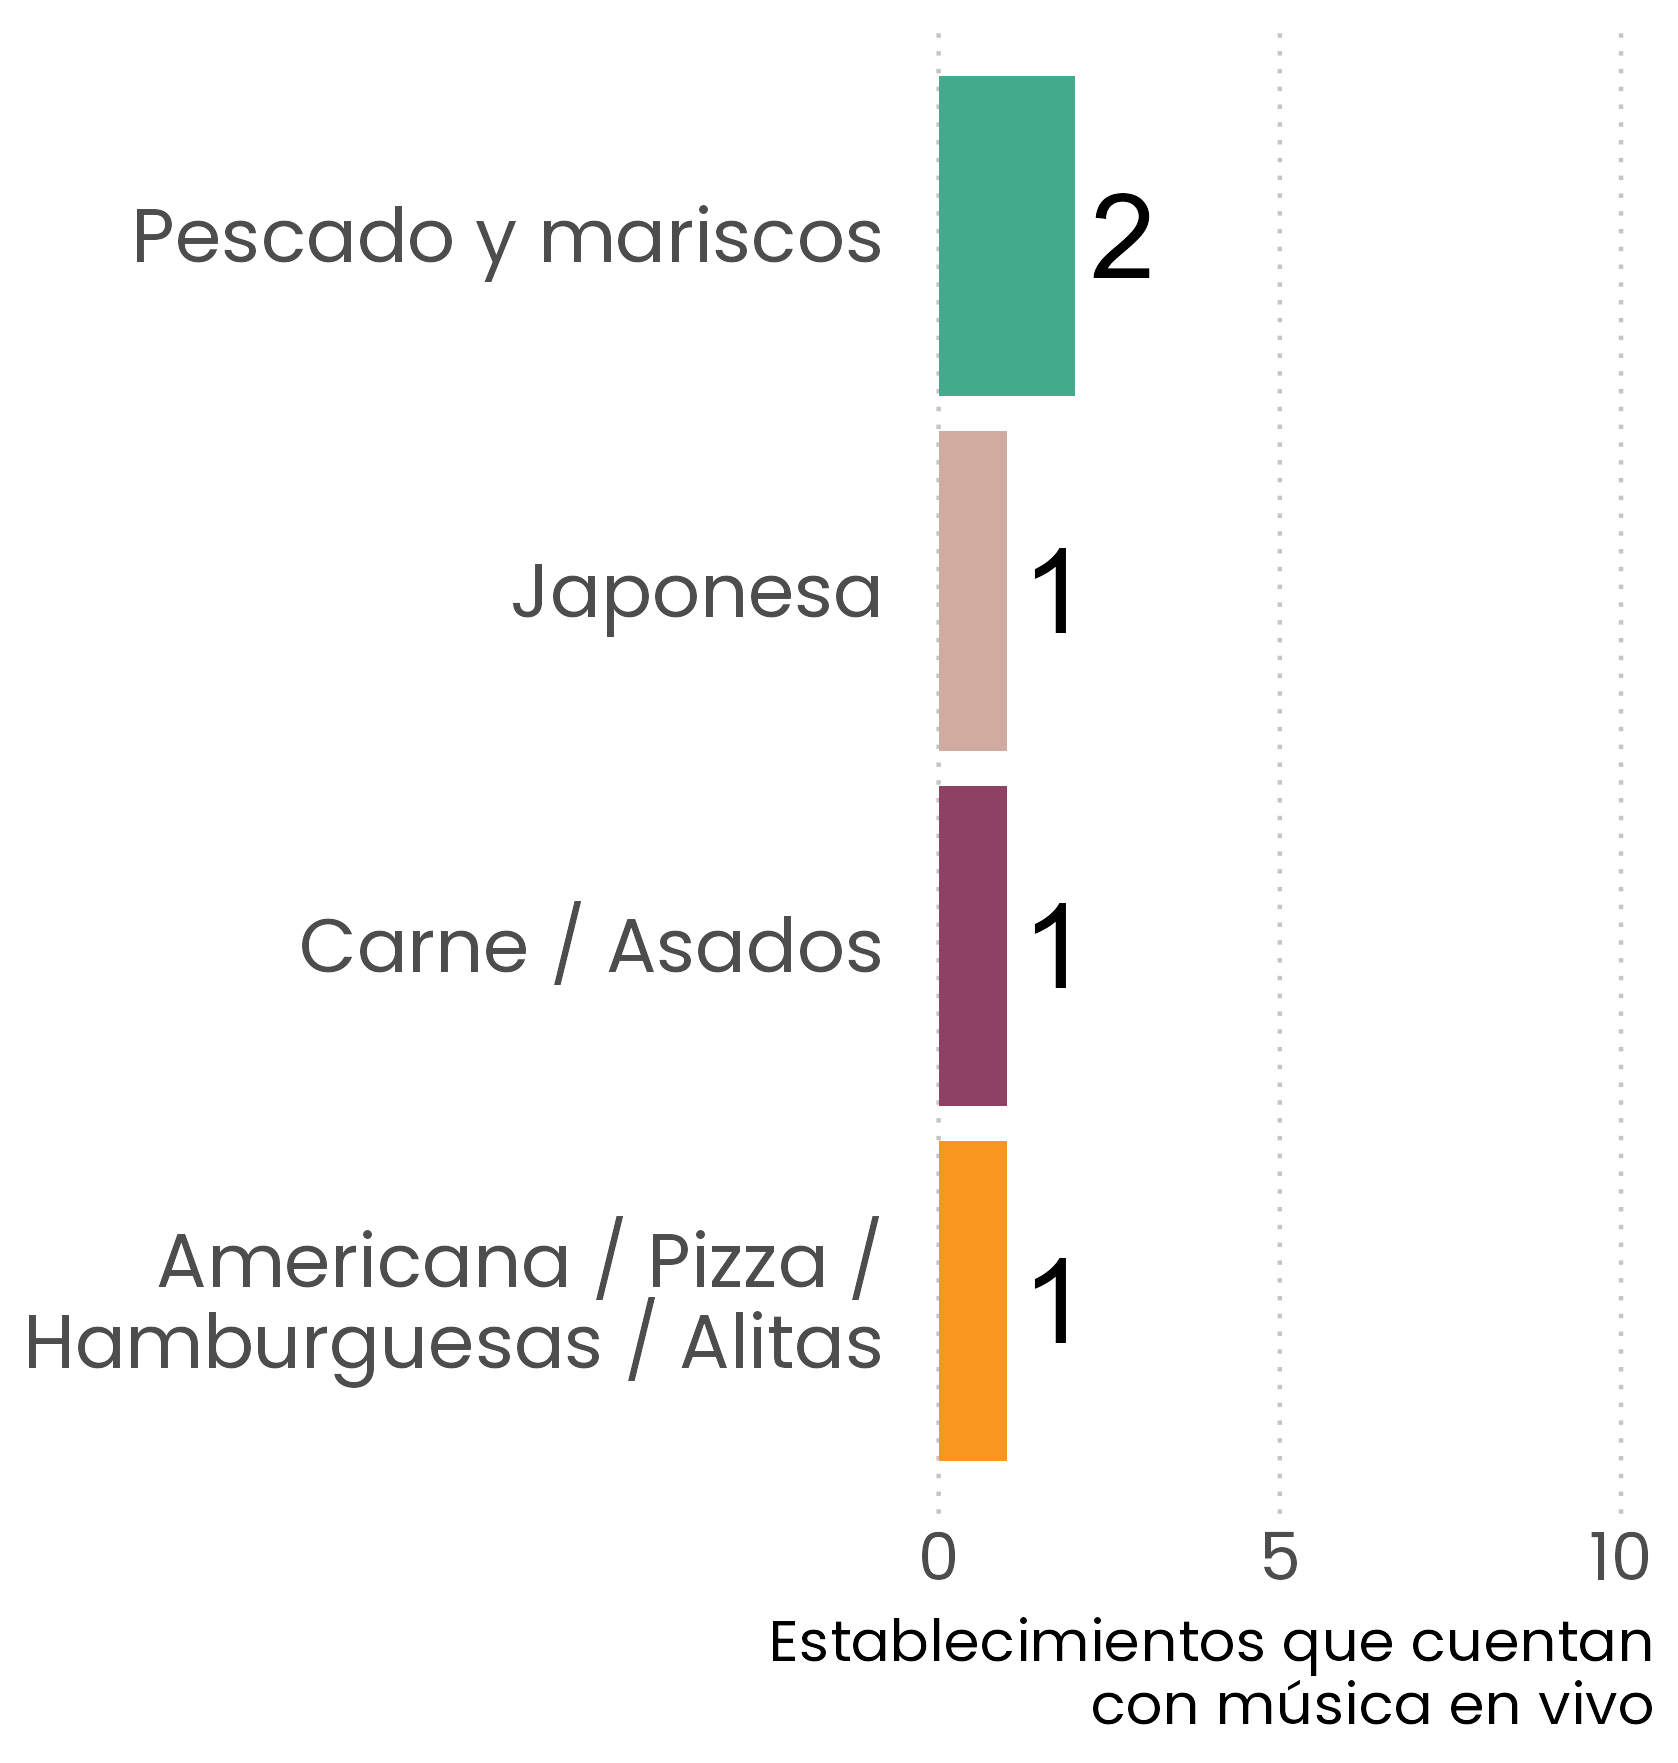 Pescado y mariscos
2
Japonesa
1
Carne / Asados
1
Americana / Pizza /
Hamburguesas / Alitas
1
0 5 10
Establecimientos que cuentan
con música en vivo